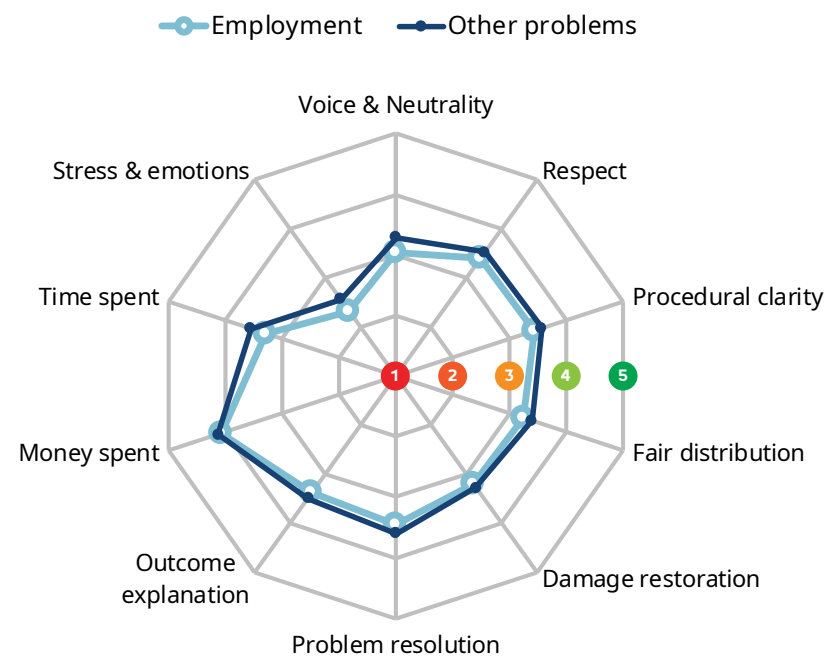 Employment Other problems
Voice & Neutrality
Stress & emotions
Respect
Time spent
Procedural clarity
1 2 3 4 5
Money spent
Fair distribution
Outcome
explanation
Damage restoration
Problem resolution